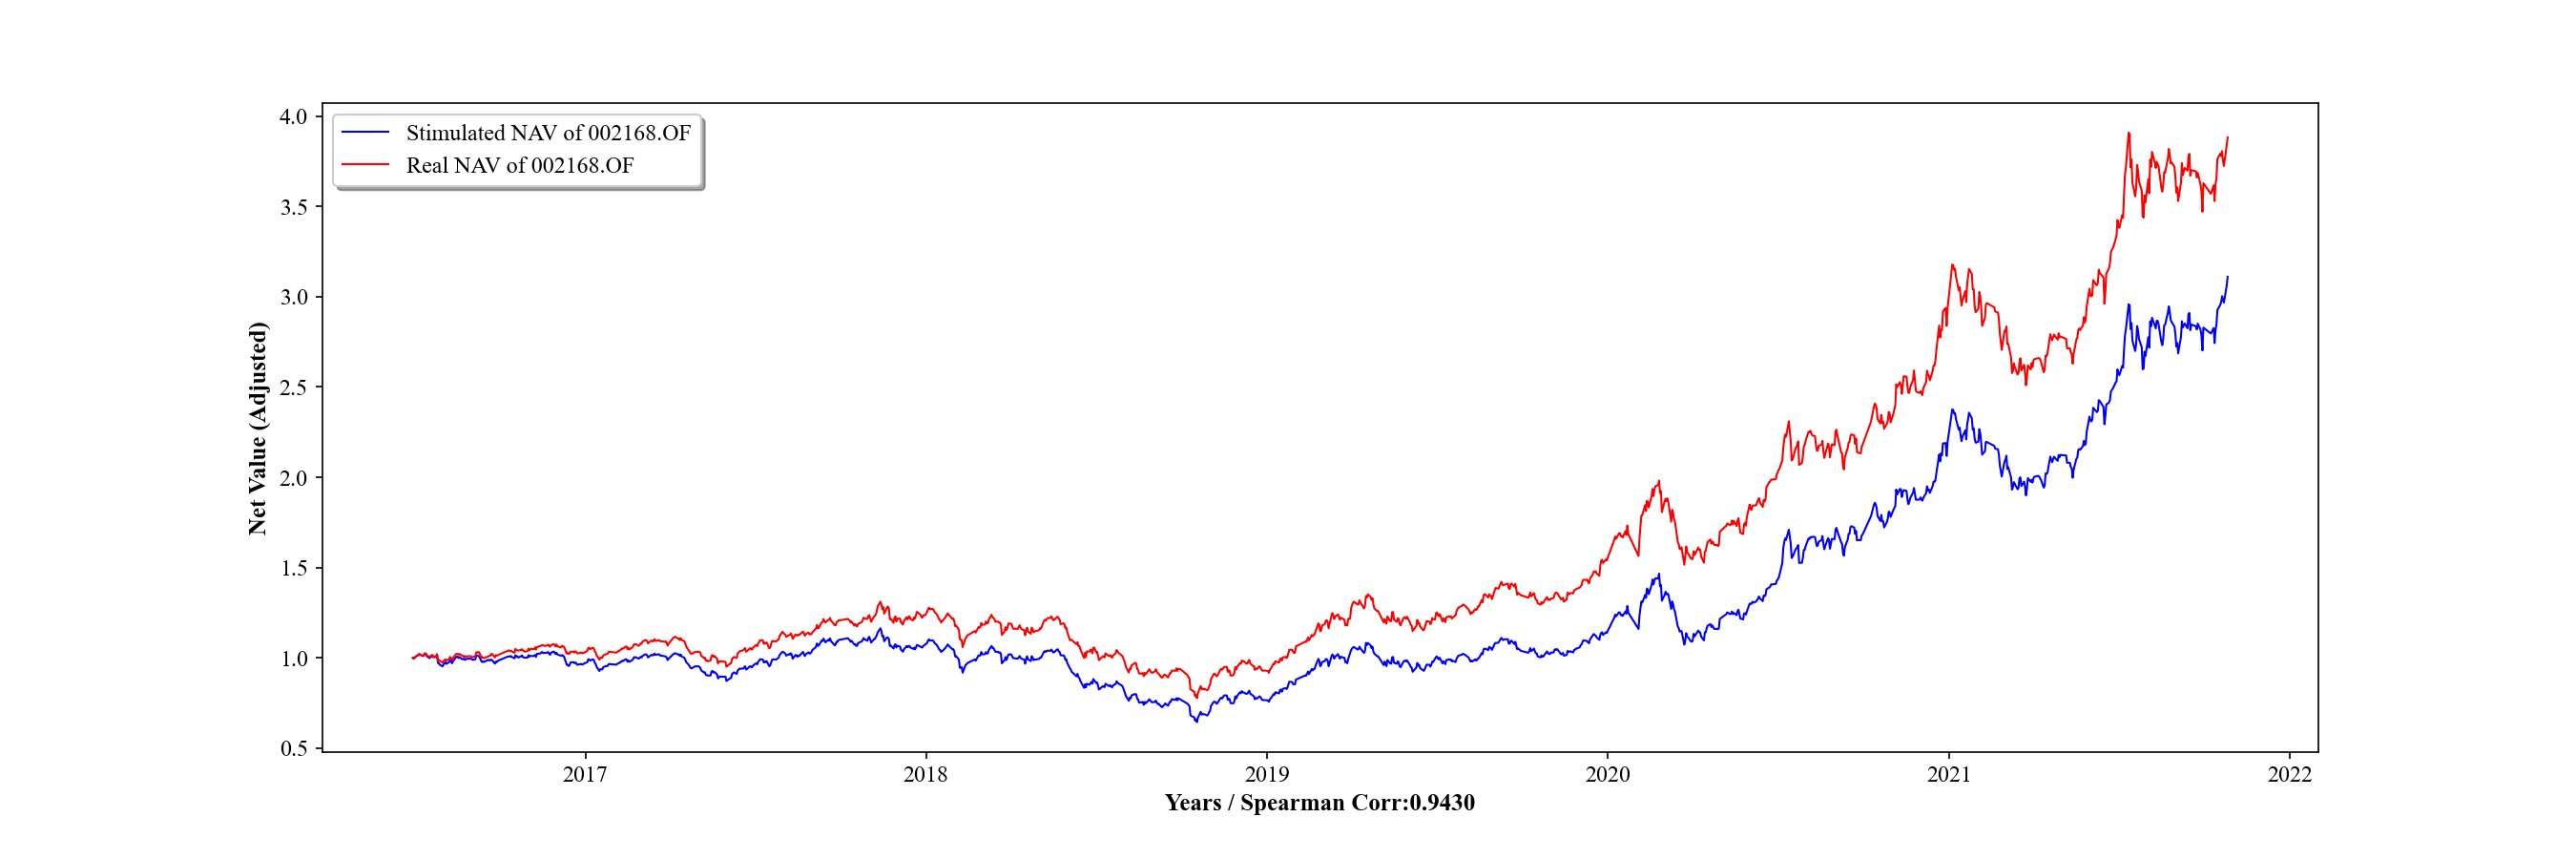 4.0
3.5
3.0
2.5
2.0
1.5
1.0
0.5
Net Value (Adjusted)
Stimulated NAV of 002168.OF
Real NAV of 002168.OF
2017 2018 2019 2020 2021 2022
Years / Spearman Corr:0.9430